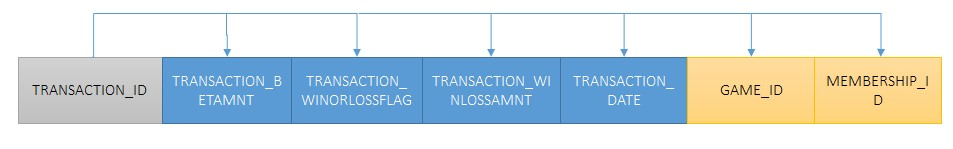 TRANSACTION_ID
TRANSACTION_B
ETAMNT
TRANSACTION_
WINORLOSSFLAG
TRANSACTION_WI
NLOSSAMNT
TRANSACTION_
DATE
GAME_ID
MEMBERSHIP_I
D